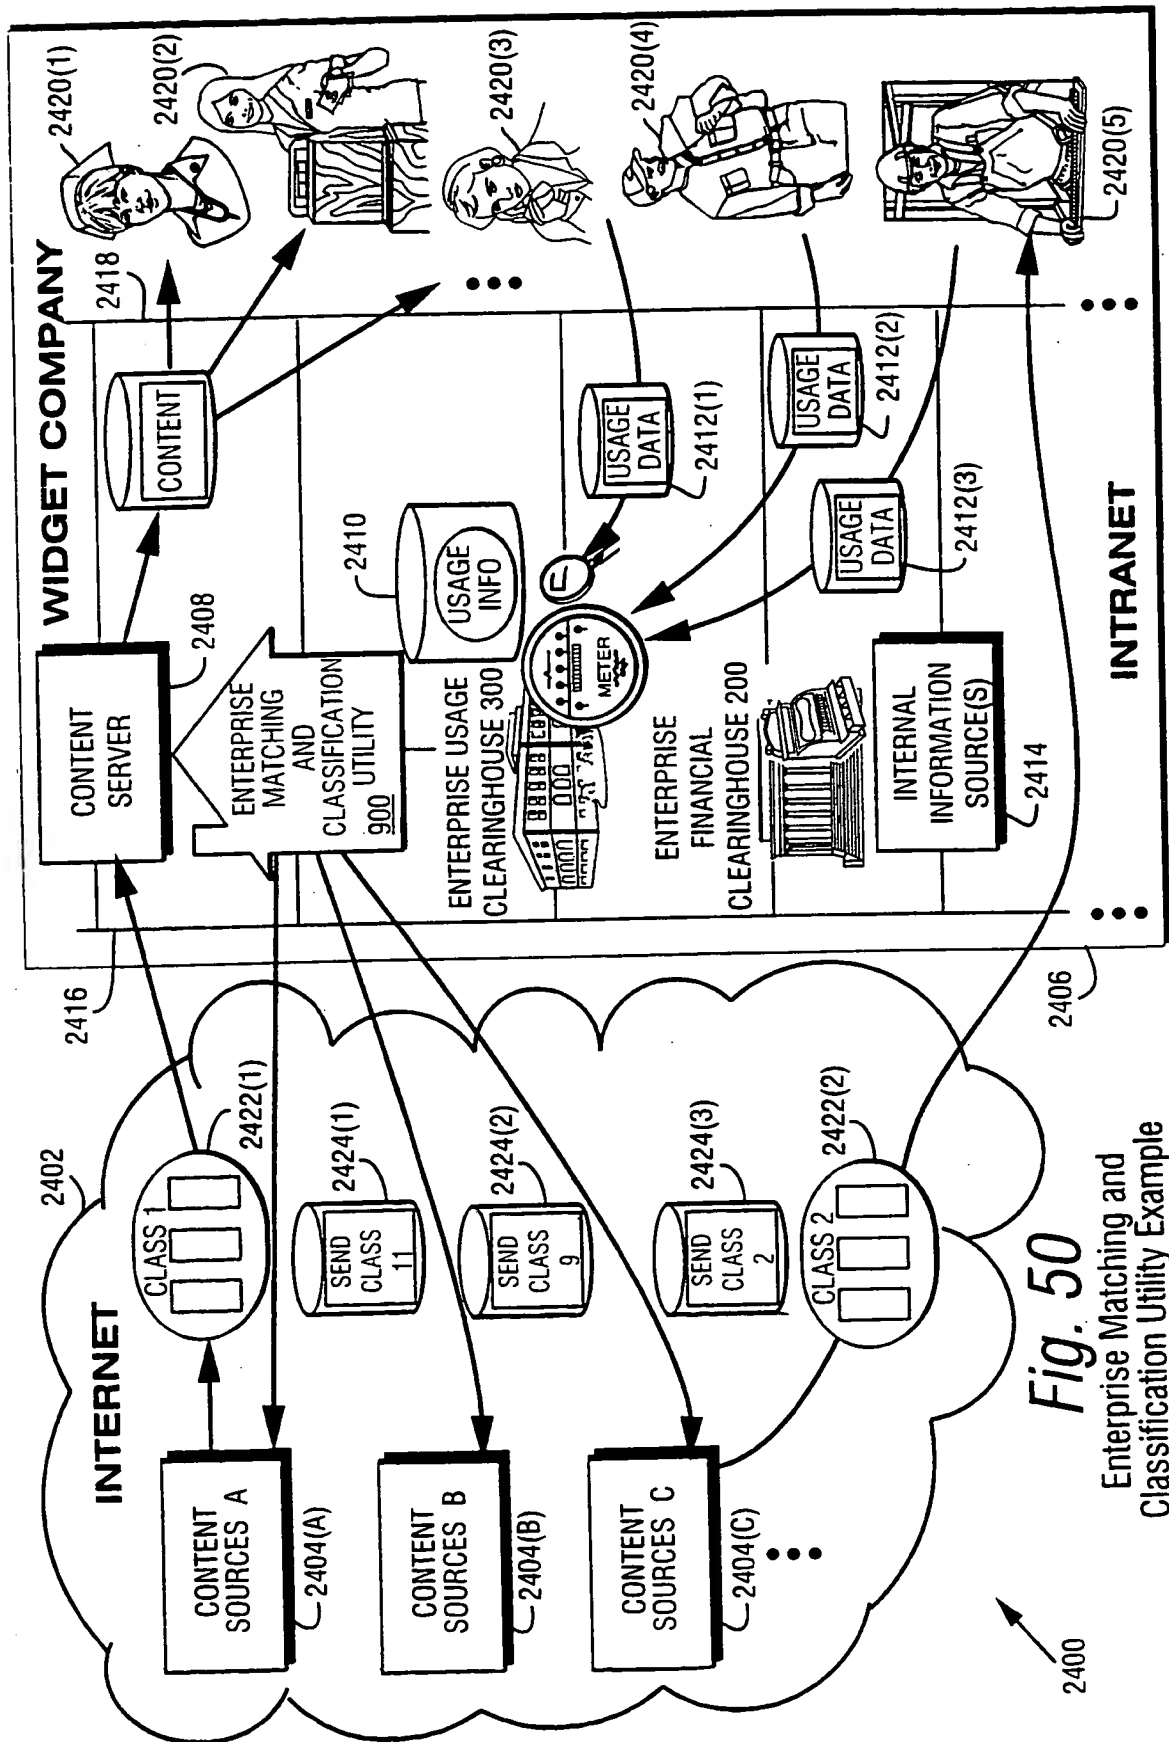 INTERNET
2402
CONTENT
SOURCES A
2404(A)
CLASS 1
2422(1)
CONTENT
SOURCES B
2404(B)
SEND
CLASS
11
2424(1)
SEND
CLASS
9
2424(2)
CONTENT
SOURCES C
2404(C)
SEND
CLASS
2
2424(3)
CLASS 2
2422(2)
2400
WIDGET COMPANY
2416
CONTENT
SERVER
2408
CONTENT
2418
2420(1)
2420(2)
2420(3)
2420(4)
2420(5)
ENTERPRISE
MATCHING
AND
CLASSIFICATION
UTILITY
900
2410
USAGE
INFO
ENTERPRISE USAGE
CLEARINGHOUSE 300
METER
USAGE
DATA
2412(1)
USAGE
DATA
2412(2)
USAGE
DATA
2412(3)
ENTERPRISE
FINANCIAL
CLEARINGHOUSE 200
INTERNAL
INFORMATION
SOURCE(S)
2414
2406
INTRANET
Fig. 50
Enterprise Matching and
Classification Utility Example